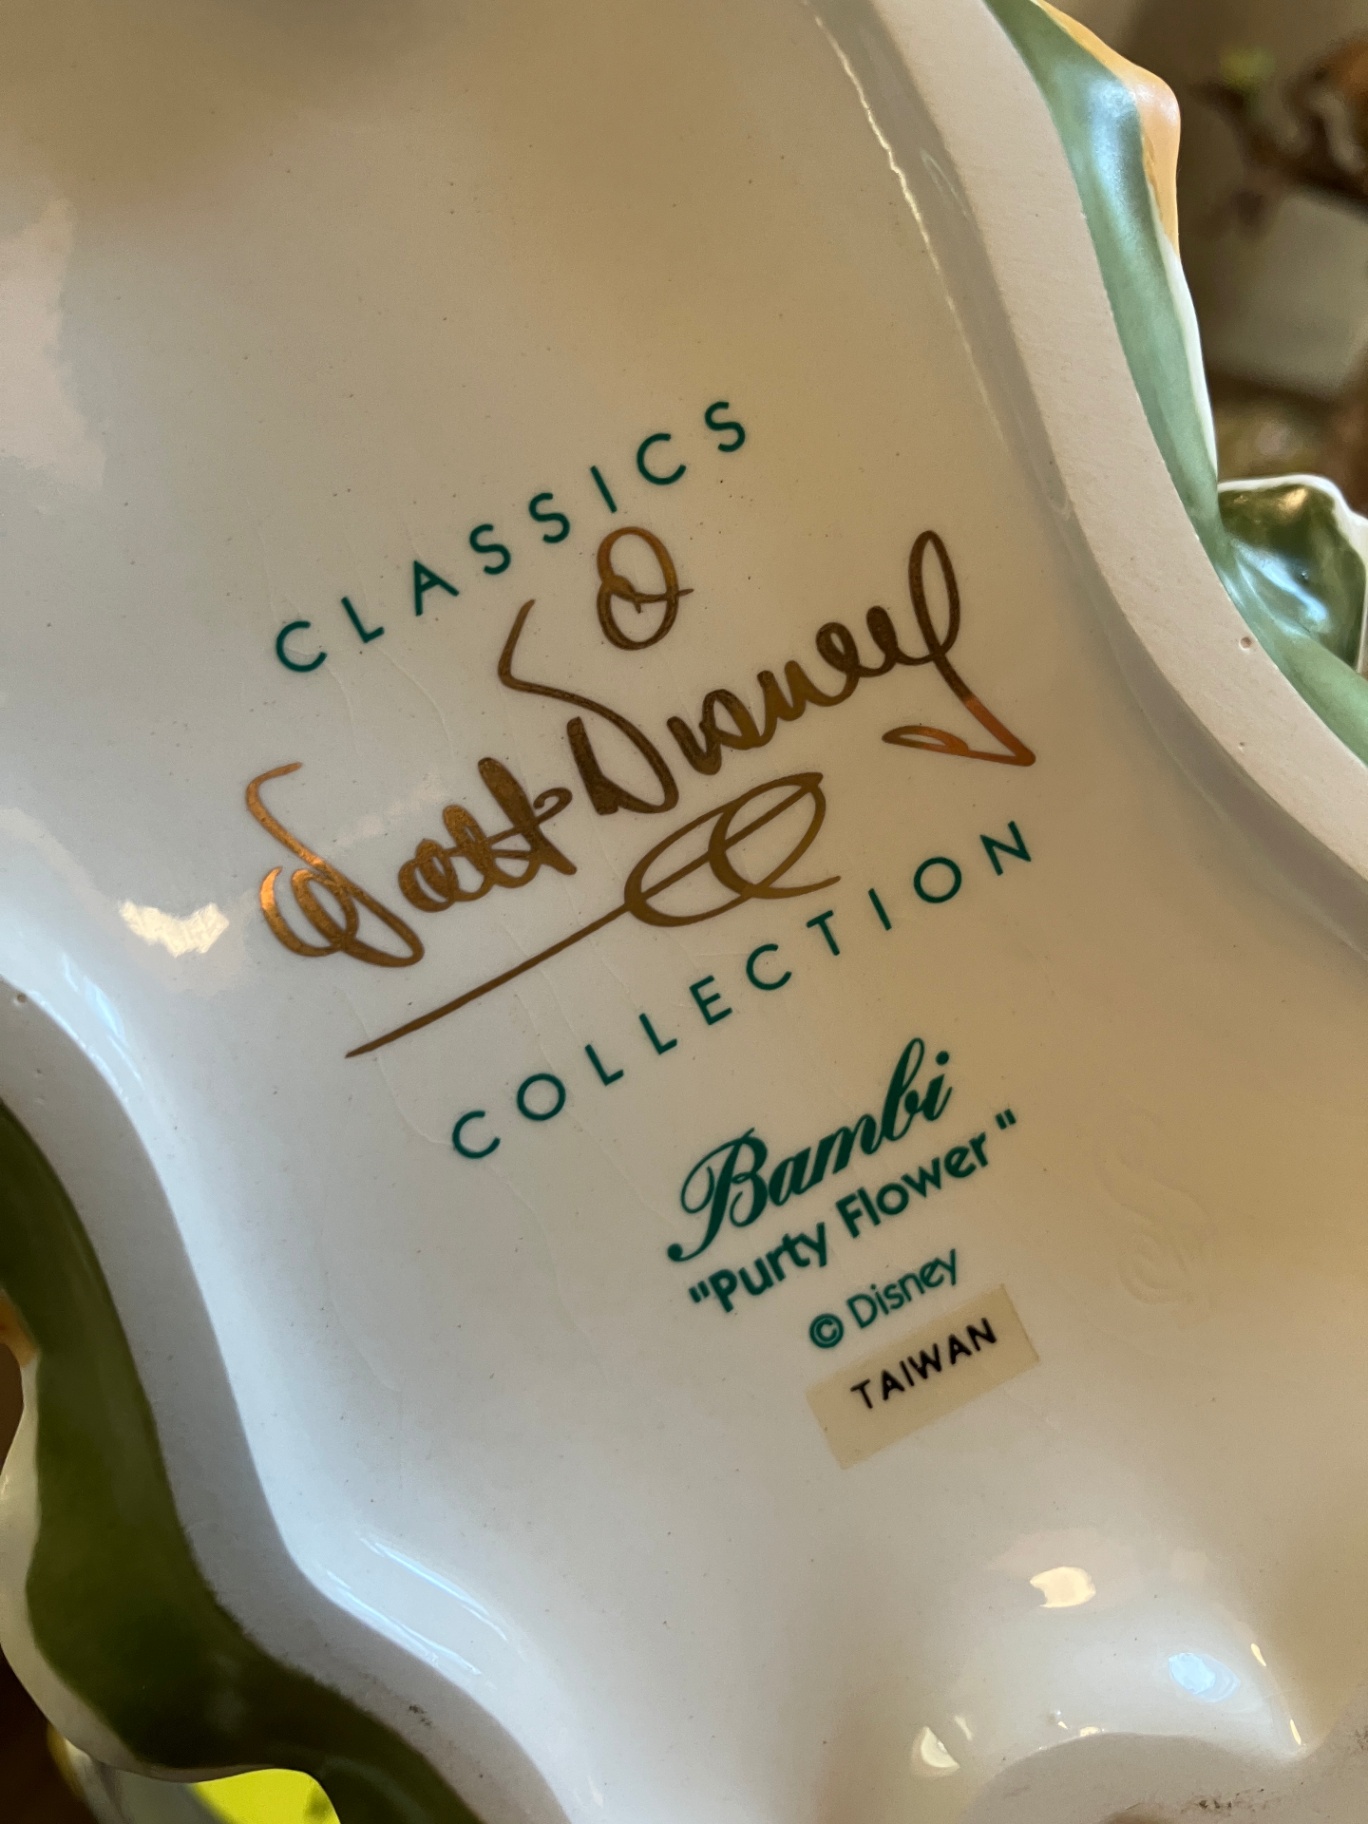 CLASSICS
Walt Disney
COLLECTION
Bambi
"Purty Flower"
© Disney
TAIWAN